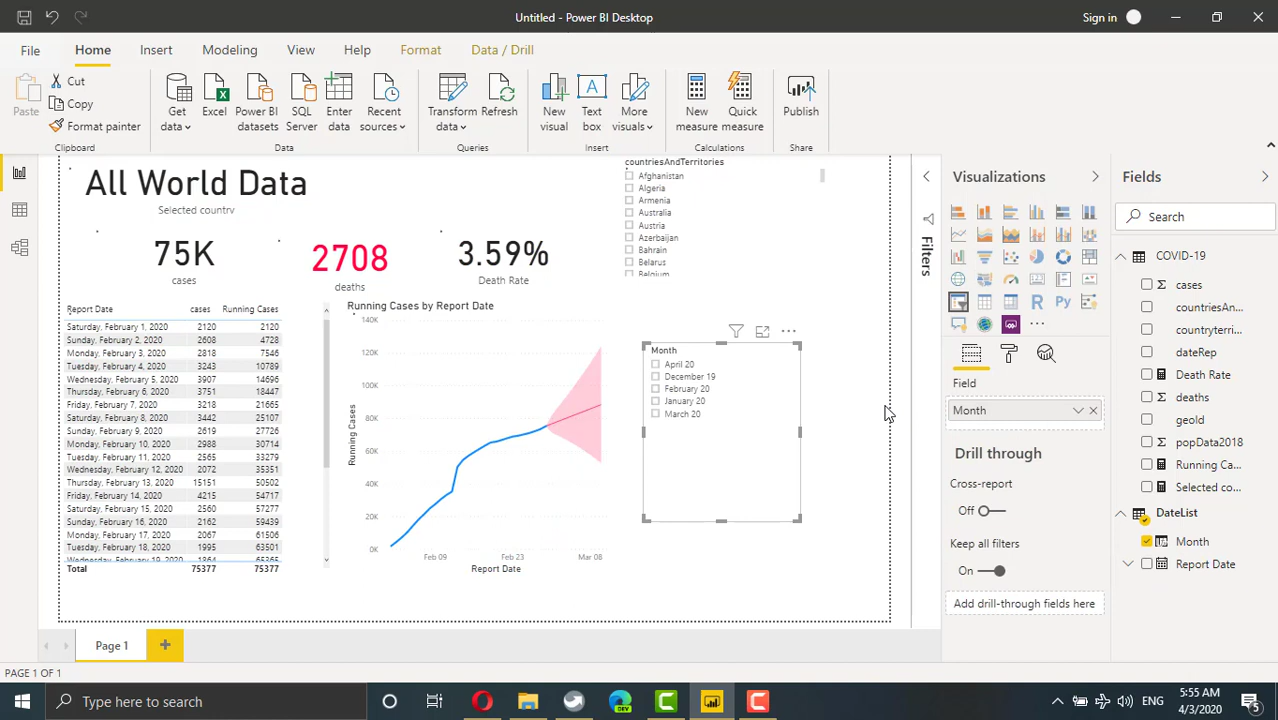 Untitled - Power BI Desktop
Sign in
File Home Insert Modeling View Help Format Data / Drill
Paste
Cut
Copy
Format painter
Clipboard
Get data
Excel
Power BI datasets
SQL Server
Enter data
Recent sources
Data
Transform data
Refresh
Queries
New visual
Text box
More visuals
Insert
New measure
Quick measure
Calculations
Publish
Share
All World Data
Selected country
75K
cases
2708
deaths
3.59%
Death Rate
countriesAndTerritories
Afghanistan
Algeria
Armenia
Australia
Austria
Azerbaijan
Bahrain
Belarus
Belgium
Report Date cases Running Cases
Saturday, February 1, 2020 2120 2120
Sunday, February 2, 2020 2608 4728
Monday, February 3, 2020 2818 7546
Tuesday, February 4, 2020 3243 10789
Wednesday, February 5, 2020 3907 14696
Thursday, February 6, 2020 3751 18447
Friday, February 7, 2020 3218 21665
Saturday, February 8, 2020 3442 25107
Sunday, February 9, 2020 2619 27726
Monday, February 10, 2020 2988 30714
Tuesday, February 11, 2020 2565 33279
Wednesday, February 12, 2020 2072 35351
Thursday, February 13, 2020 15151 50502
Friday, February 14, 2020 4215 54717
Saturday, February 15, 2020 2560 57277
Sunday, February 16, 2020 2162 59439
Monday, February 17, 2020 2067 61506
Tuesday, February 18, 2020 1995 63501
Wednesday, February 19, 2020 1864 65365
Total 75377 75377
Running Cases by Report Date
140K
120K
100K
80K
60K
40K
20K
0K
Running Cases
Feb 09 Feb 23 Mar 08
Report Date
Month
April 20
December 19
February 20
January 20
March 20
Filters
Visualizations
R Py
Field
Month
Drill through
Cross-report
Off
Keep all filters
On
Add drill-through fields here
Fields
Search
COVID-19
cases
countriesAn...
countryterri...
dateRep
Death Rate
deaths
geoId
popData2018
Running Ca...
Selected co...
DateList
Month
Report Date
Page 1
PAGE 1 OF 1
Type here to search
DEV
ENG
5:55 AM
4/3/2020
5